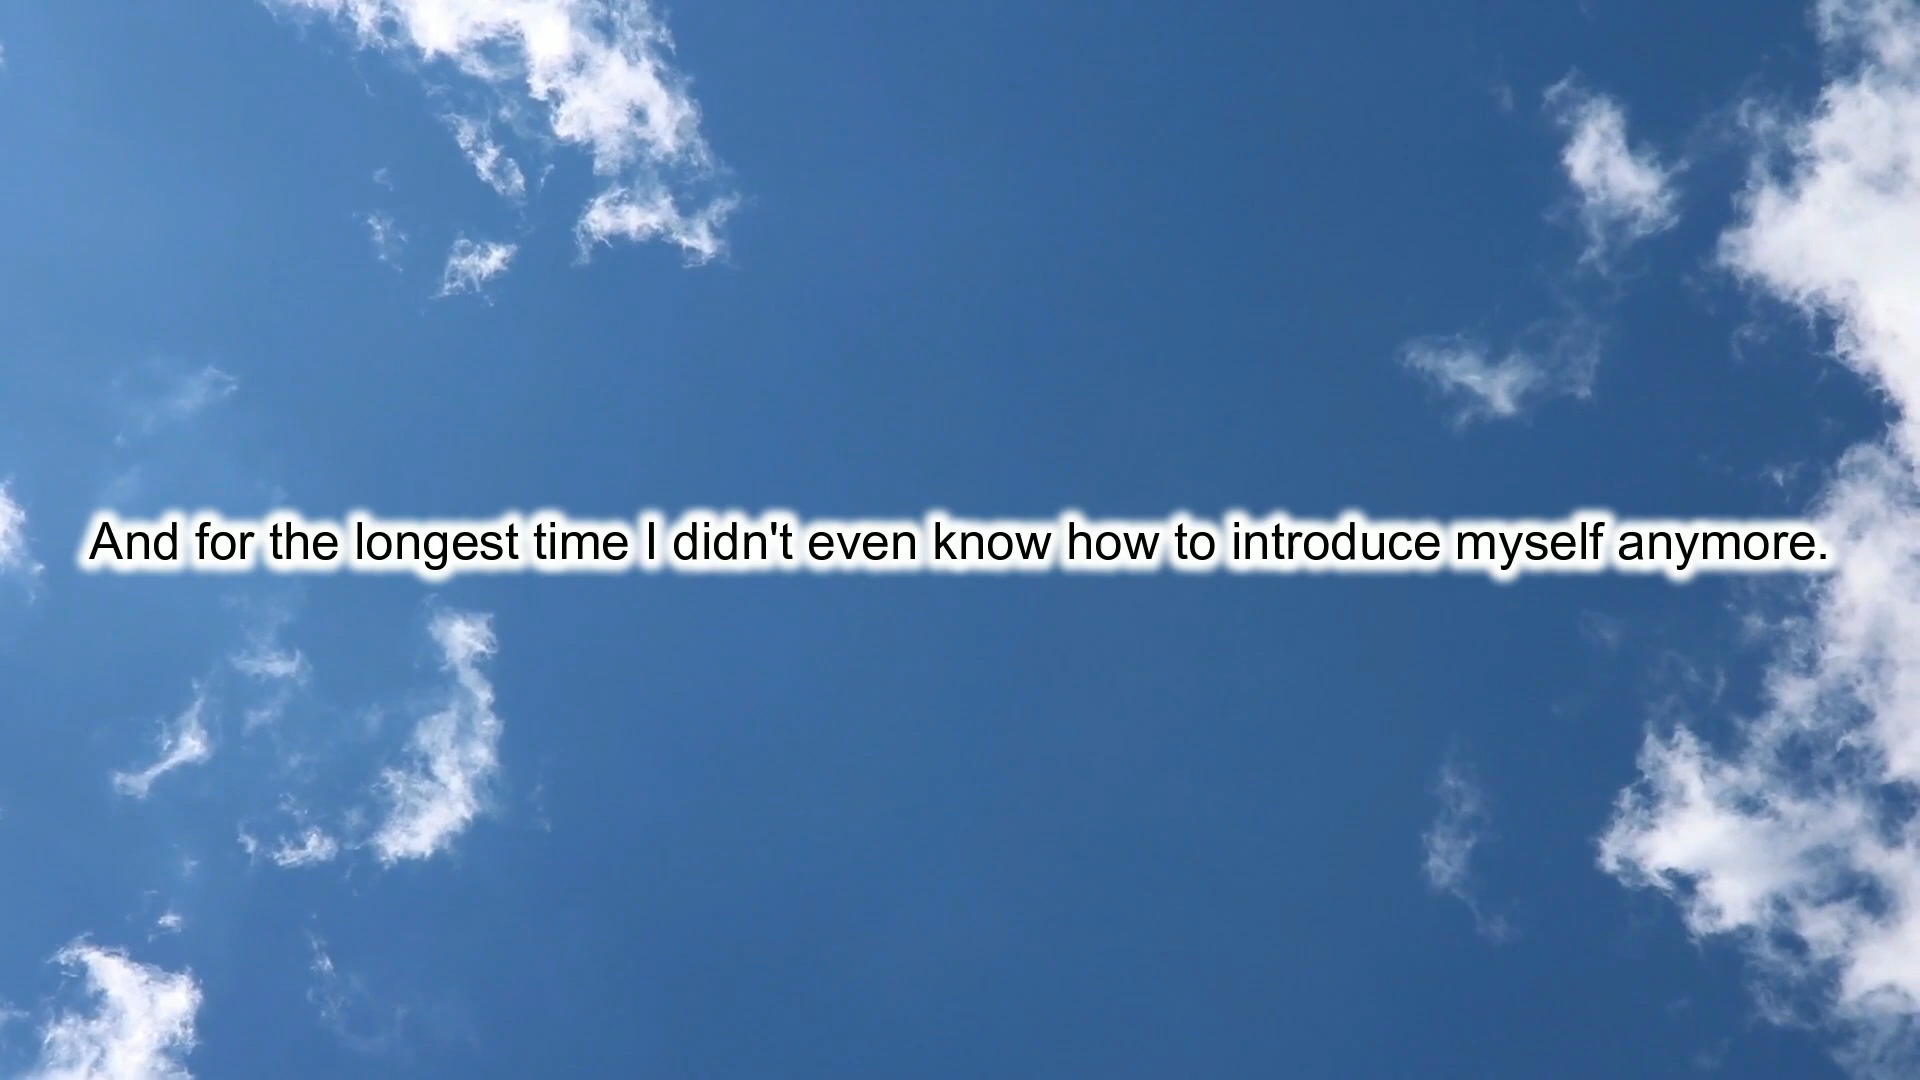 And for the longest time I didn't even know how to introduce myself anymore.